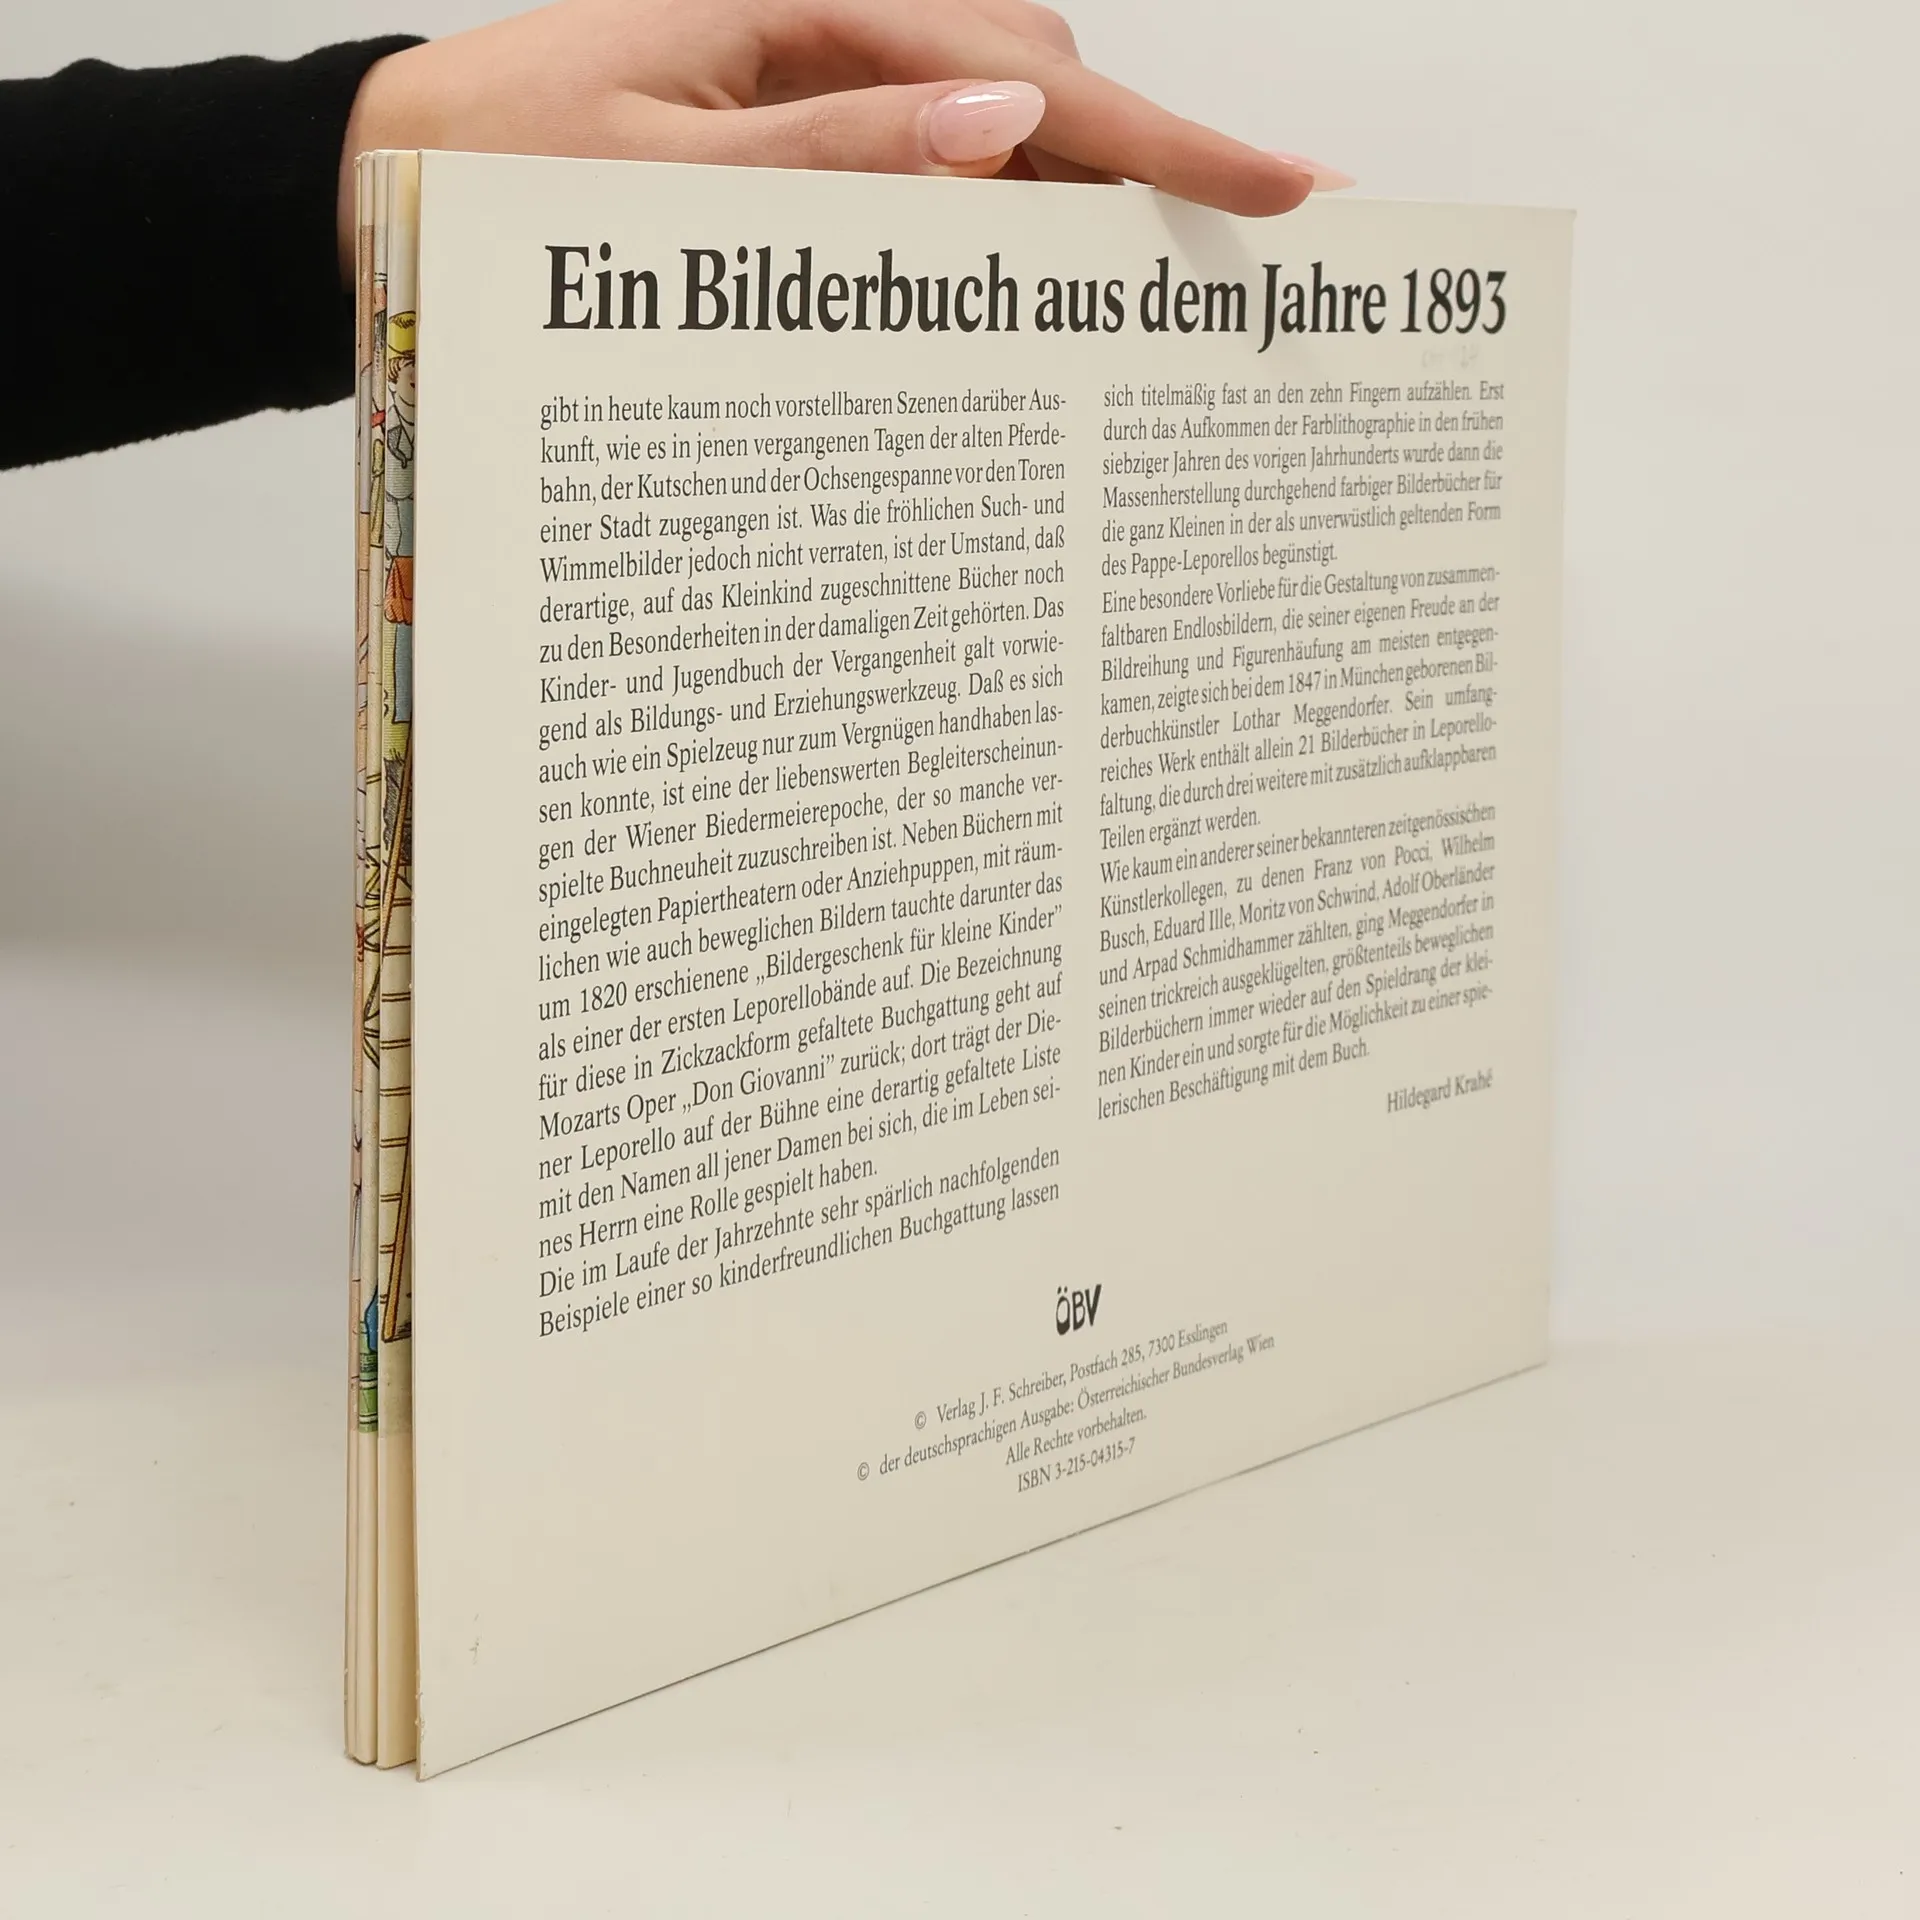 Ein Bilderbuch aus dem Jahre 1893
gibt in heute kaum noch vorstellbaren Szenen darüber Aus-
kunft, wie es in jenen vergangenen Tagen der alten Pferde-
bahn, der Kutschen und der Ochsengespanne vor den Toren
einer Stadt zugegangen ist. Was die fröhlichen Such- und
Wimmelbilder jedoch nicht verraten, ist der Umstand, daß
derartige, auf das Kleinkind zugeschnittene Bücher noch
zu den Besonderheiten in der damaligen Zeit gehörten. Das
Kinder- und Jugendbuch der Vergangenheit galt vorwie-
gend als Bildungs- und Erziehungswerkzeug. Daß es sich
auch wie ein Spielzeug nur zum Vergnügen handhaben las-
sen konnte, ist eine der liebenswerten Begleiterscheinun-
gen der Wiener Biedermeierepoche, der so manche ver-
spielte Buchneuheit zuzuschreiben ist. Neben Büchern mit
eingelegten Papiertheatern oder Anziehpuppen, mit räum-
lichen wie auch beweglichen Bildern tauchte darunter das
um 1820 erschienene „Bildergeschenk für kleine Kinder”
als einer der ersten Leporellobände auf. Die Bezeichnung
für diese in Zickzackform gefaltete Buchgattung geht auf
Mozarts Oper „Don Giovanni” zurück; dort trägt der Die-
ner Leporello auf der Bühne eine derartig gefaltete Liste
mit den Namen all jener Damen bei sich, die im Leben sei-
nes Herrn eine Rolle gespielt haben.
Die im Laufe der Jahrzehnte sehr spärlich nachfolgenden
Beispiele einer so kinderfreundlichen Buchgattung lassen
sich titelmäßig fast an den zehn Fingern aufzählen. Erst
durch das Aufkommen der Farblithographie in den frühen
siebziger Jahren des vorigen Jahrhunderts wurde dann die
Massenherstellung durchgehend farbiger Bilderbücher für
die ganz Kleinen in der als unverwüstlich geltenden Form
des Pappe-Leporellos begünstigt.
Eine besondere Vorliebe für die Gestaltung von zusammen-
faltbaren Endlosbildern, die seiner eigenen Freude an der
Bildreihung und Figurenhäufung am meisten entgegen-
kamen, zeigte sich bei dem 1847 in München geborenen Bil-
derbuchkünstler Lothar Meggendorfer. Sein umfang-
reiches Werk enthält allein 21 Bilderbücher in Leporello-
faltung, die durch drei weitere mit zusätzlich aufklappbaren
Teilen ergänzt werden.
Wie kaum ein anderer seiner bekannteren zeitgenössischen
Künstlerkollegen, zu denen Franz von Pocci, Wilhelm
Busch, Eduard Ille, Moritz von Schwind, Adolf Oberländer
und Arpad Schmidhammer zählten, ging Meggendorfer in
seinen trickreich ausgeklügelten, größtenteils beweglichen
Bilderbüchern immer wieder auf den Spieldrang der klei-
nen Kinder ein und sorgte für die Möglichkeit zu einer spie-
lerischen Beschäftigung mit dem Buch.
Hildegard Krahé
ÖBV
© Verlag J. F. Schreiber, Postfach 285, 7300 Esslingen
© der deutschsprachigen Ausgabe: Österreichischer Bundesverlag Wien
Alle Rechte vorbehalten.
ISBN 3-215-04315-7